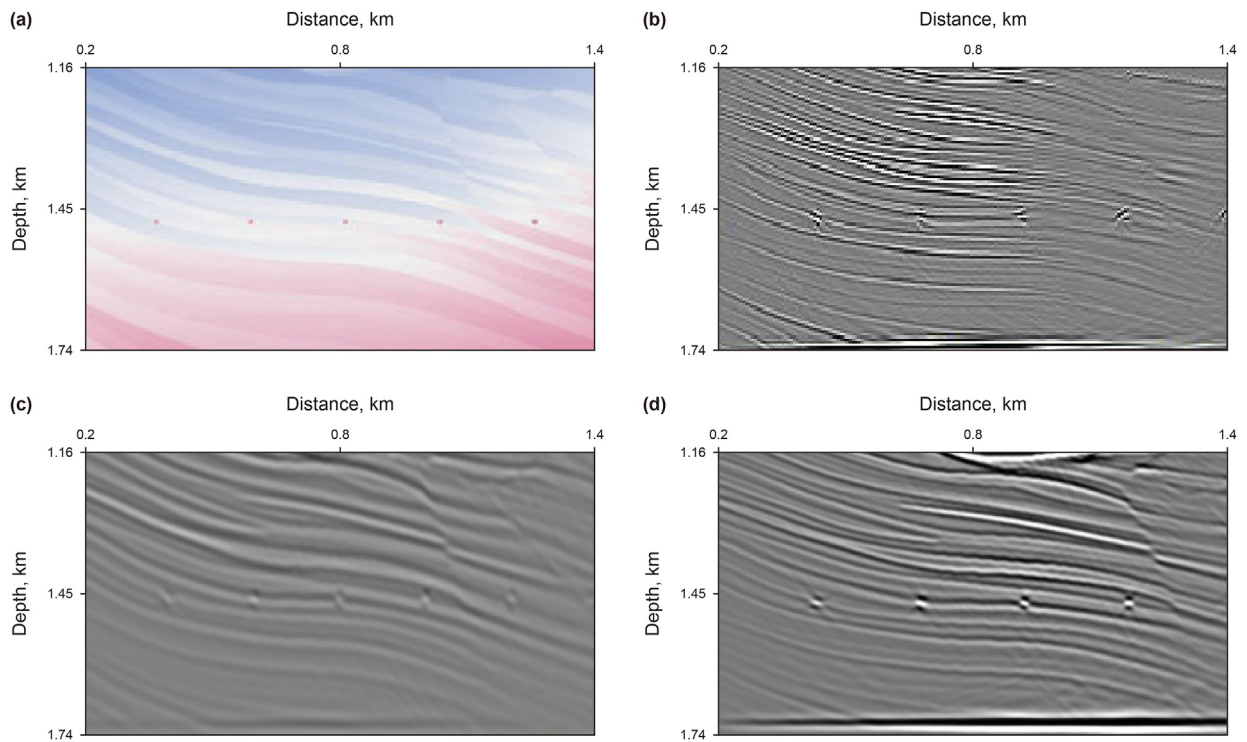 (a)
Distance, km
0.2 0.8 1.4
1.16
1.45
1.74
Depth, km
(b)
Distance, km
0.2 0.8 1.4
1.16
1.45
1.74
Depth, km
(c)
Distance, km
0.2 0.8 1.4
1.16
1.45
1.74
Depth, km
(d)
Distance, km
0.2 0.8 1.4
1.16
1.45
1.74
Depth, km